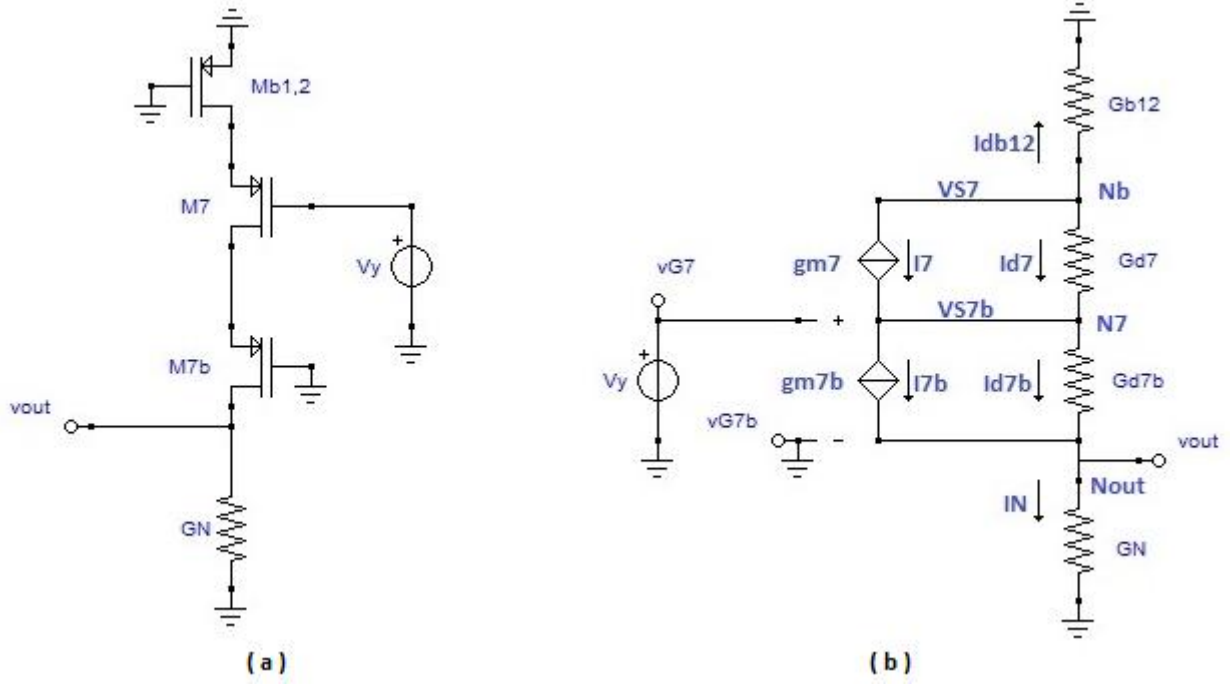 Mb1,2
M7
Vy
+
M7b
vout
GN
(a)
Gb12
Idb12
VS7
Nb
vG7
gm7
I7
Id7
Gd7
VS7b
N7
+
+
Vy
gm7b
I7b
Id7b
Gd7b
vG7b
-
vout
Nout
IN
GN
(b)